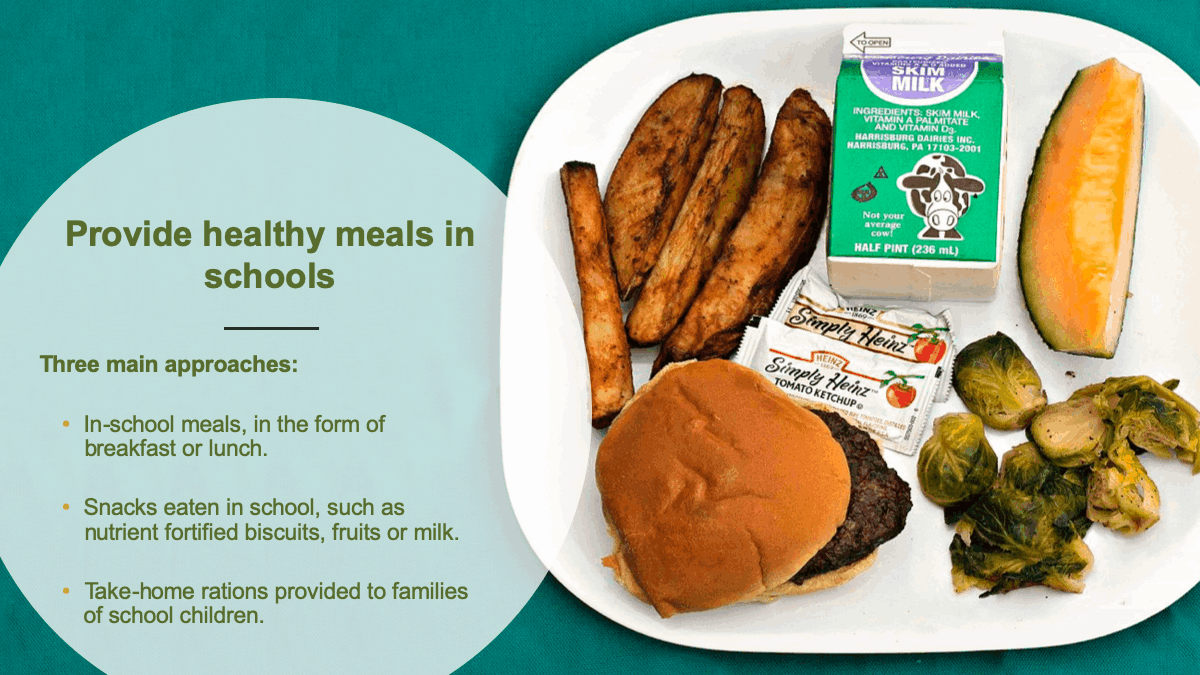 Provide healthy meals in
schools
Three main approaches:
• In-school meals, in the form of
breakfast or lunch.
• Snacks eaten in school, such as
nutrient fortified biscuits, fruits or milk.
• Take-home rations provided to families
of school children.
TO OPEN
VITAMINS A & D ADDED
SKIM
MILK
INGREDIENTS: SKIM MILK,
VITAMIN A PALMITATE
AND VITAMIN D3.
HARRISBURG DAIRIES INC.
HARRISBURG, PA 17103-2001
Not your
average
cow!
HALF PINT (236 mL)
HEINZ
Simply Heinz
HEINZ
Simply Heinz™
TOMATO KETCHUP